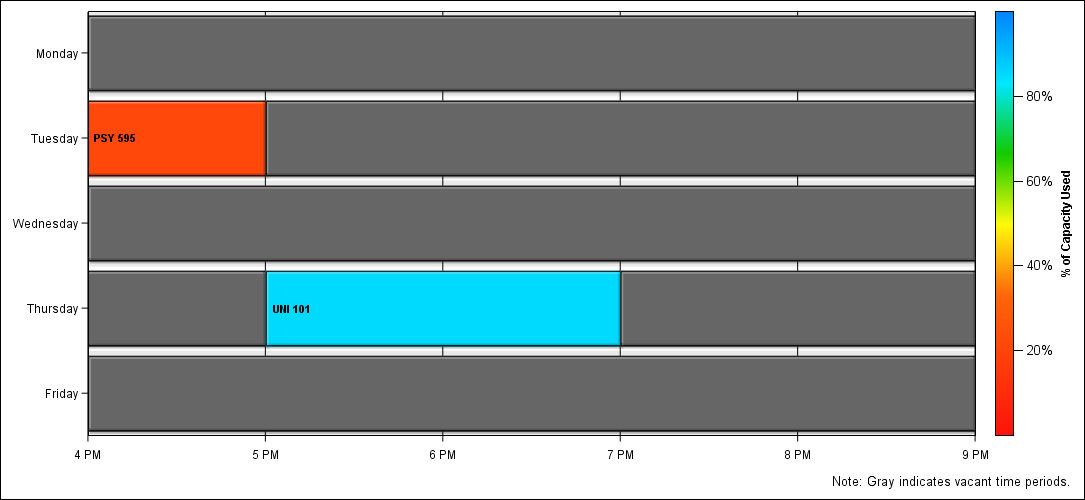 Monday
Tuesday
PSY 595
Wednesday
Thursday
UNI 101
Friday
4 PM 5 PM 6 PM 7 PM 8 PM 9 PM
80%
60%
40%
20%
% of Capacity Used
Note: Gray indicates vacant time periods.